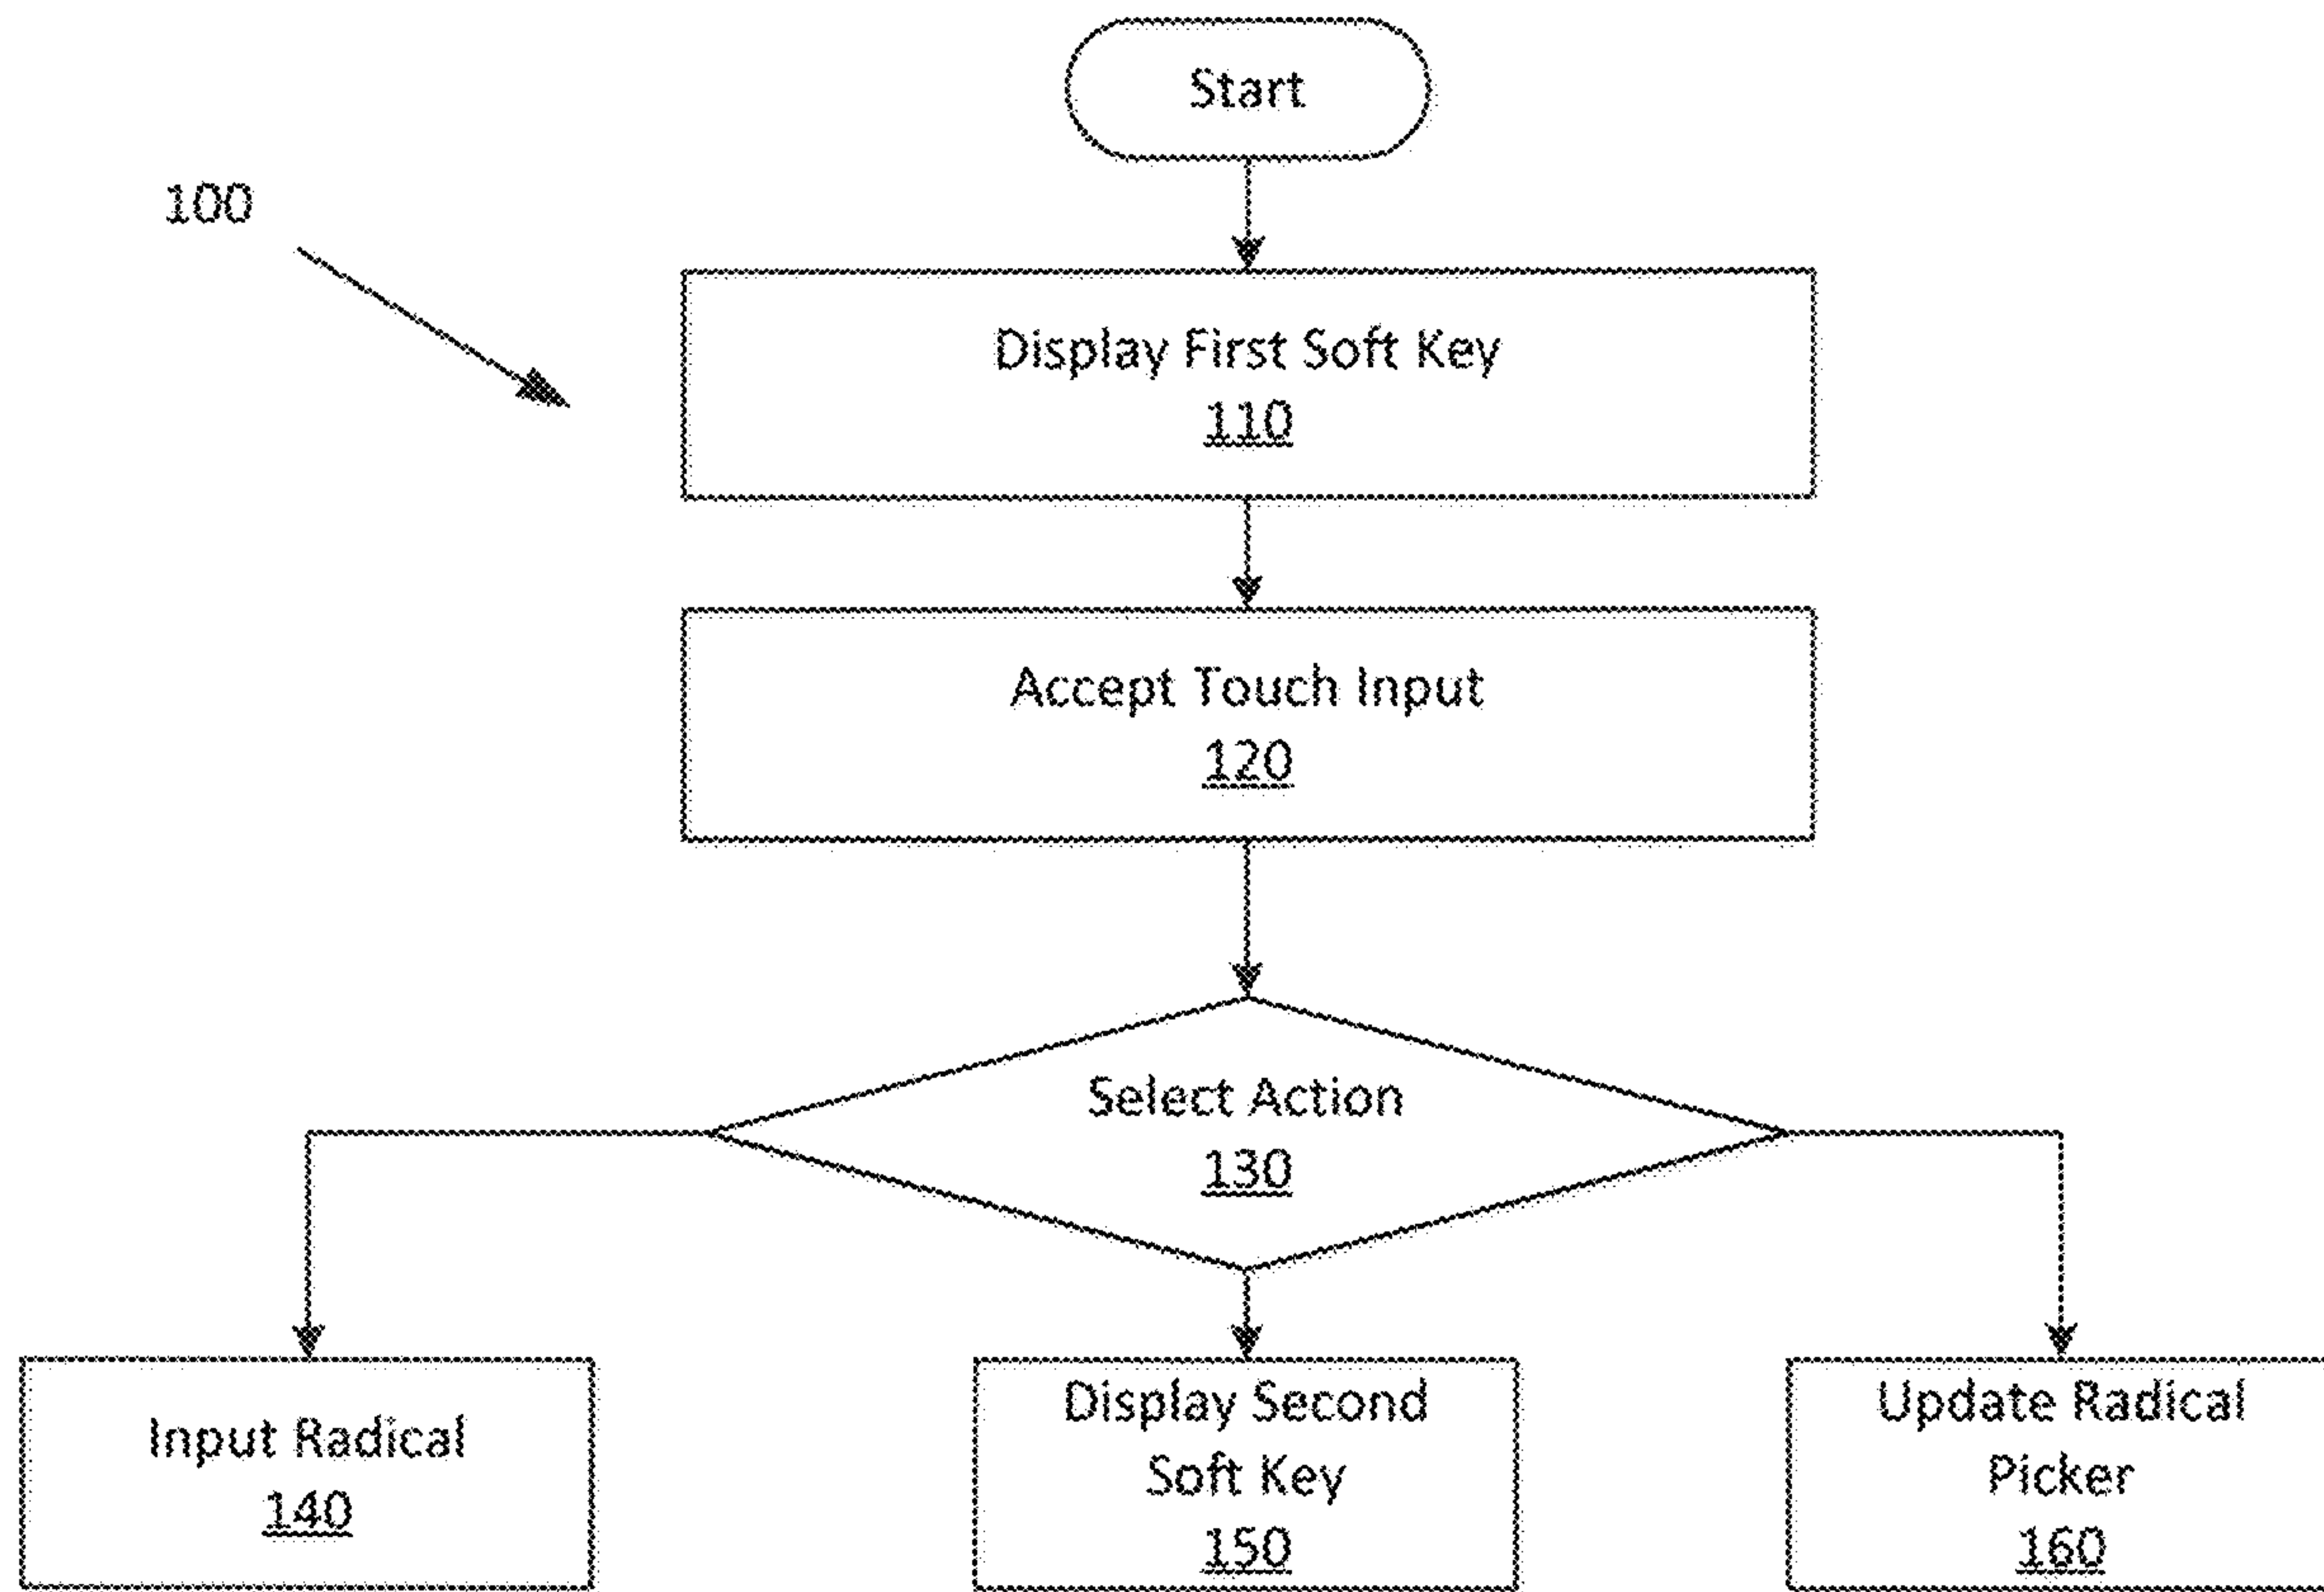 Start
100
Display First Soft Key
110
Accept Touch Input
120
Select Action
130
Input Radical
140
Display Second
Soft Key
150
Update Radical
Picker
160